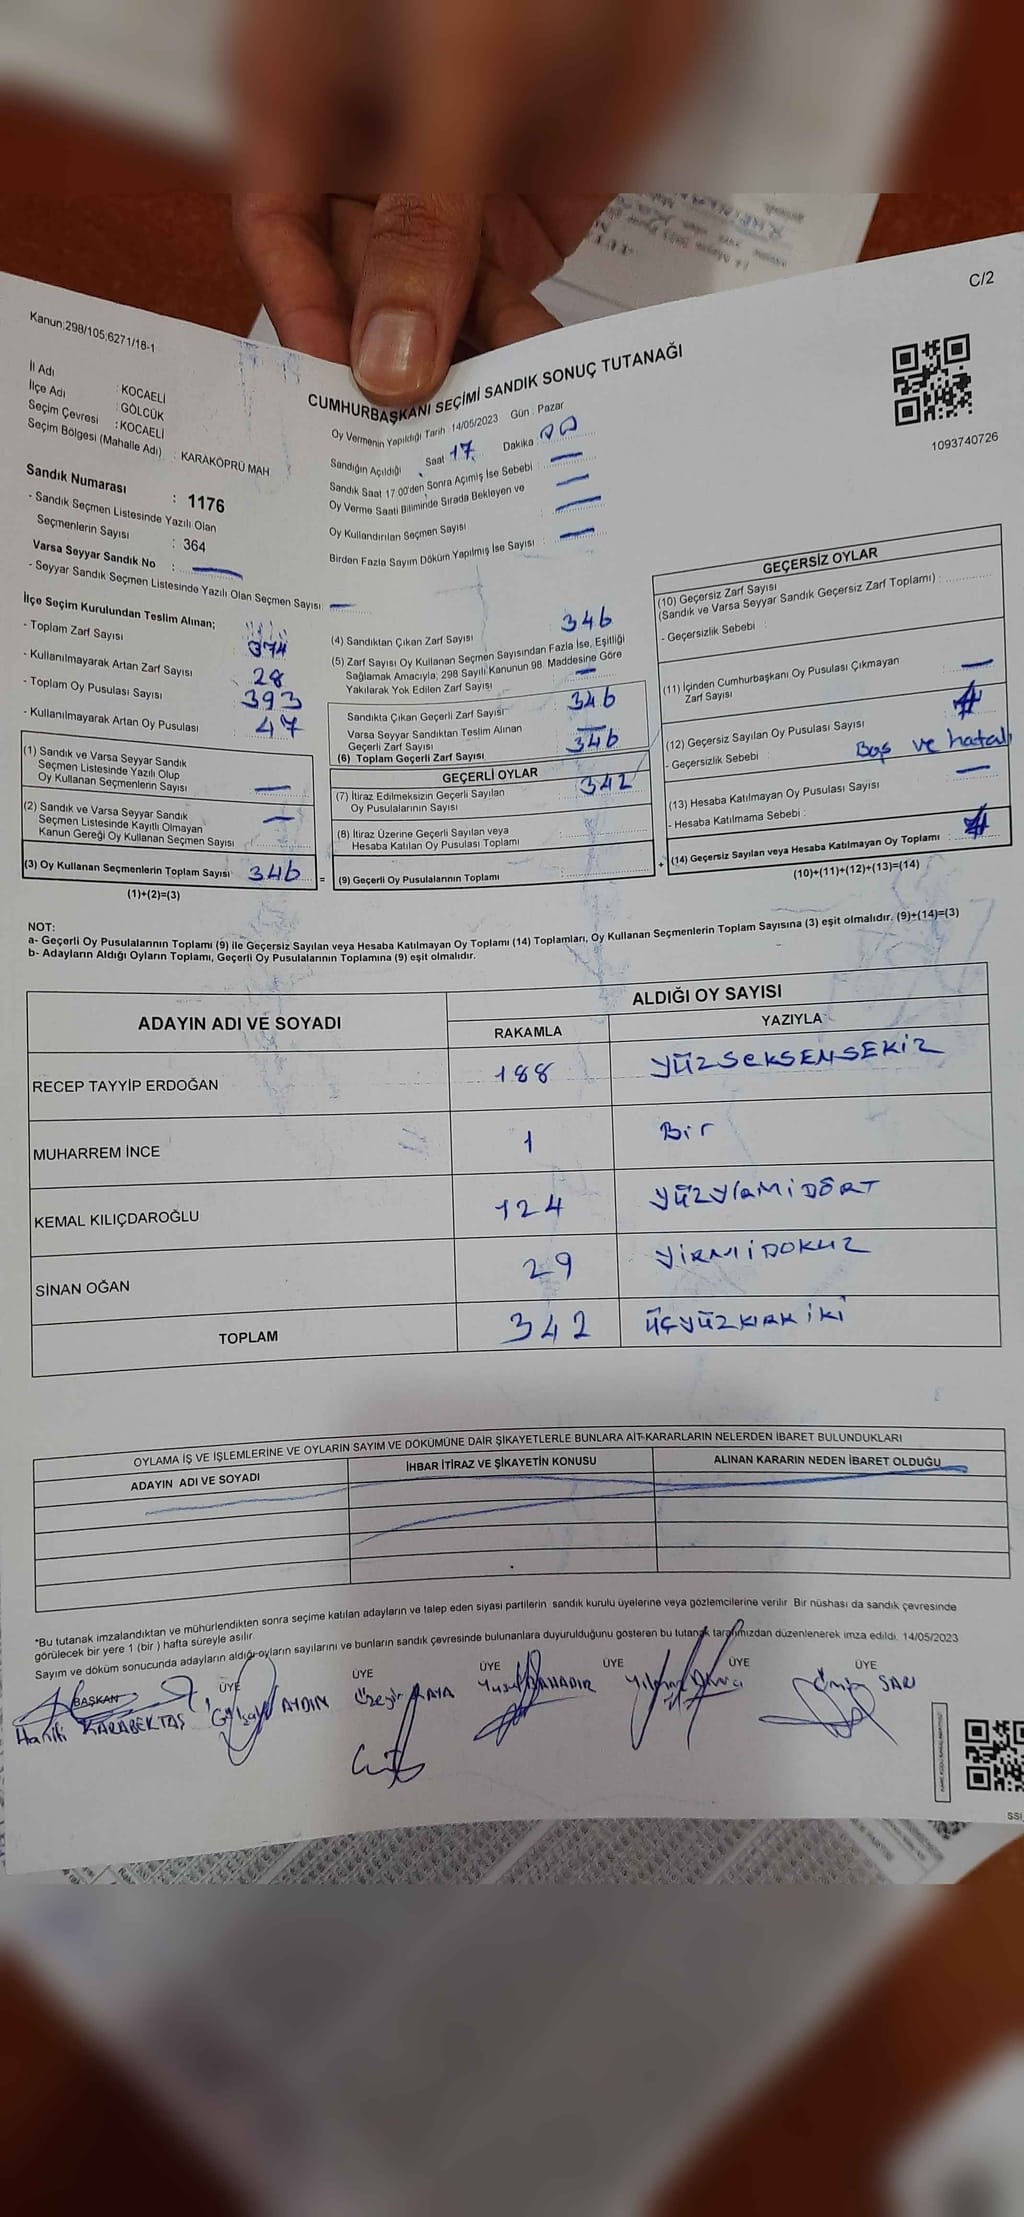 C/2
Kanun:298/105;6271/18-1
İl Adı : KOCAELİ
İlçe Adı : GÖLCÜK
Seçim Çevresi : KOCAELİ
Seçim Bölgesi (Mahalle Adı) : KARAKÖPRÜ MAH
CUMHURBAŞKANI SEÇİMİ SANDIK SONUÇ TUTANAĞI
1093740726
Oy Vermenin Yapıldığı Tarih 14/05/2023 Gün : Pazar
Sandığın Açıldığı Saat 17 Dakika 00
Sandık Saat 17 00'den Sonra Açımış İse Sebebi : —
Oy Verme Saati Biliminde Sırada Bekleyen ve —
Oy Kullandırılan Seçmen Sayısı : —
Birden Fazla Sayım Döküm Yapılmış İse Sayısı : —
Sandık Numarası : 1176
- Sandık Seçmen Listesinde Yazılı Olan
Seçmenlerin Sayısı : 364
Varsa Seyyar Sandık No : —
- Seyyar Sandık Seçmen Listesinde Yazılı Olan Seçmen Sayısı : —
İlçe Seçim Kurulundan Teslim Alınan;
- Toplam Zarf Sayısı 374
- Kullanılmayarak Artan Zarf Sayısı 28
- Toplam Oy Pusulası Sayısı 393
- Kullanılmayarak Artan Oy Pusulası 47
(1) Sandık ve Varsa Seyyar Sandık
Seçmen Listesinde Yazılı Olup
Oy Kullanan Seçmenlerin Sayısı —
(2) Sandık ve Varsa Seyyar Sandık
Seçmen Listesinde Kayıtlı Olmayan
Kanun Gereği Oy Kullanan Seçmen Sayısı —
(3) Oy Kullanan Seçmenlerin Toplam Sayısı 346 =
(1)+(2)=(3)
(4) Sandıktan Çıkan Zarf Sayısı 346
(5) Zarf Sayısı Oy Kullanan Seçmen Sayısından Fazla İse, Eşitliği
Sağlamak Amacıyla, 298 Sayılı Kanunun 98. Maddesine Göre
Yakılarak Yok Edilen Zarf Sayısı —
Sandıkta Çıkan Geçerli Zarf Sayısı 346
Varsa Seyyar Sandıktan Teslim Alınan
Geçerli Zarf Sayısı —
(6) Toplam Geçerli Zarf Sayısı 346
GEÇERLİ OYLAR
(7) İtiraz Edilmeksizin Geçerli Sayılan
Oy Pusulalarının Sayısı 342
(8) İtiraz Üzerine Geçerli Sayılan veya
Hesaba Katılan Oy Pusulası Toplamı
(9) Geçerli Oy Pusulalarının Toplamı +
GEÇERSİZ OYLAR
(10) Geçersiz Zarf Sayısı
(Sandık ve Varsa Seyyar Sandık Geçersiz Zarf Toplamı) :
- Geçersizlik Sebebi :
(11) İçinden Cumhurbaşkanı Oy Pusulası Çıkmayan
Zarf Sayısı —
(12) Geçersiz Sayılan Oy Pusulası Sayısı
- Geçersizlik Sebebi : Boş ve hatalı
(13) Hesaba Katılmayan Oy Pusulası Sayısı —
- Hesaba Katılmama Sebebi :
(14) Geçersiz Sayılan veya Hesaba Katılmayan Oy Toplamı
(10)+(11)+(12)+(13)=(14)
NOT:
a- Geçerli Oy Pusulalarının Toplamı (9) ile Geçersiz Sayılan veya Hesaba Katılmayan Oy Toplamı (14) Toplamları, Oy Kullanan Seçmenlerin Toplam Sayısına (3) eşit olmalıdır. (9)+(14)=(3)
b- Adayların Aldığı Oyların Toplamı, Geçerli Oy Pusulalarının Toplamına (9) eşit olmalıdır.
ADAYIN ADI VE SOYADI ALDIĞI OY SAYISI
RAKAMLA YAZIYLA
RECEP TAYYİP ERDOĞAN 188 YÜZSEKSENSEKİZ
MUHARREM İNCE 1 Bir
KEMAL KILIÇDAROĞLU 124 YÜZYİRMİDÖRT
SİNAN OĞAN 29 YİRMİDOKUZ
TOPLAM 342 ÜÇYÜZKIRKİKİ
OYLAMA İŞ VE İŞLEMLERİNE VE OYLARIN SAYIM VE DÖKÜMÜNE DAİR ŞİKAYETLERLE BUNLARA AİT KARARLARIN NELERDEN İBARET BULUNDUKLARI
ADAYIN ADI VE SOYADI İHBAR İTİRAZ VE ŞİKAYETİN KONUSU ALINAN KARARIN NEDEN İBARET OLDUĞU
*Bu tutanak imzalandıktan ve mühürlendikten sonra seçime katılan adayların ve talep eden siyasi partilerin sandık kurulu üyelerine veya gözlemcilerine verilir Bir nüshası da sandık çevresinde
görülecek bir yere 1 (bir ) hafta süreyle asılır.
Sayım ve döküm sonucunda adayların aldığı oyların sayılarını ve bunların sandık çevresinde bulunanlara duyurulduğunu gösteren bu tutanak tarafımızdan düzenlenerek imza edildi. 14/05/2023
BAŞKAN ÜYE ÜYE ÜYE ÜYE ÜYE ÜYE
KARABEKTAŞ AYDIN KAYA Yusuf BAHADIR SARI
SSI